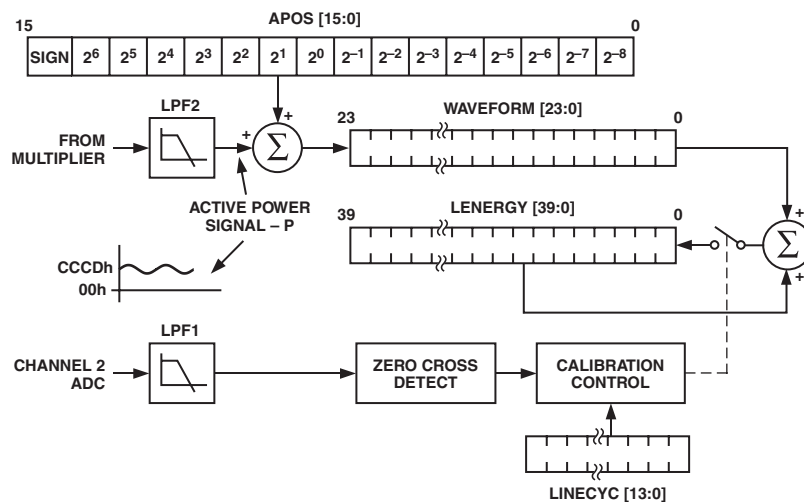 APOS [15:0]
15 0
SIGN 2⁶ 2⁵ 2⁴ 2³ 2² 2¹ 2⁰ 2⁻¹ 2⁻² 2⁻³ 2⁻⁴ 2⁻⁵ 2⁻⁶ 2⁻⁷ 2⁻⁸
LPF2
FROM
MULTIPLIER
+ +
Σ
WAVEFORM [23:0]
23 0
ACTIVE POWER
SIGNAL – P
LENERGY [39:0]
39 0
+
Σ
+
CCCDh
00h
LPF1
CHANNEL 2
ADC
ZERO CROSS
DETECT
CALIBRATION
CONTROL
LINECYC [13:0]